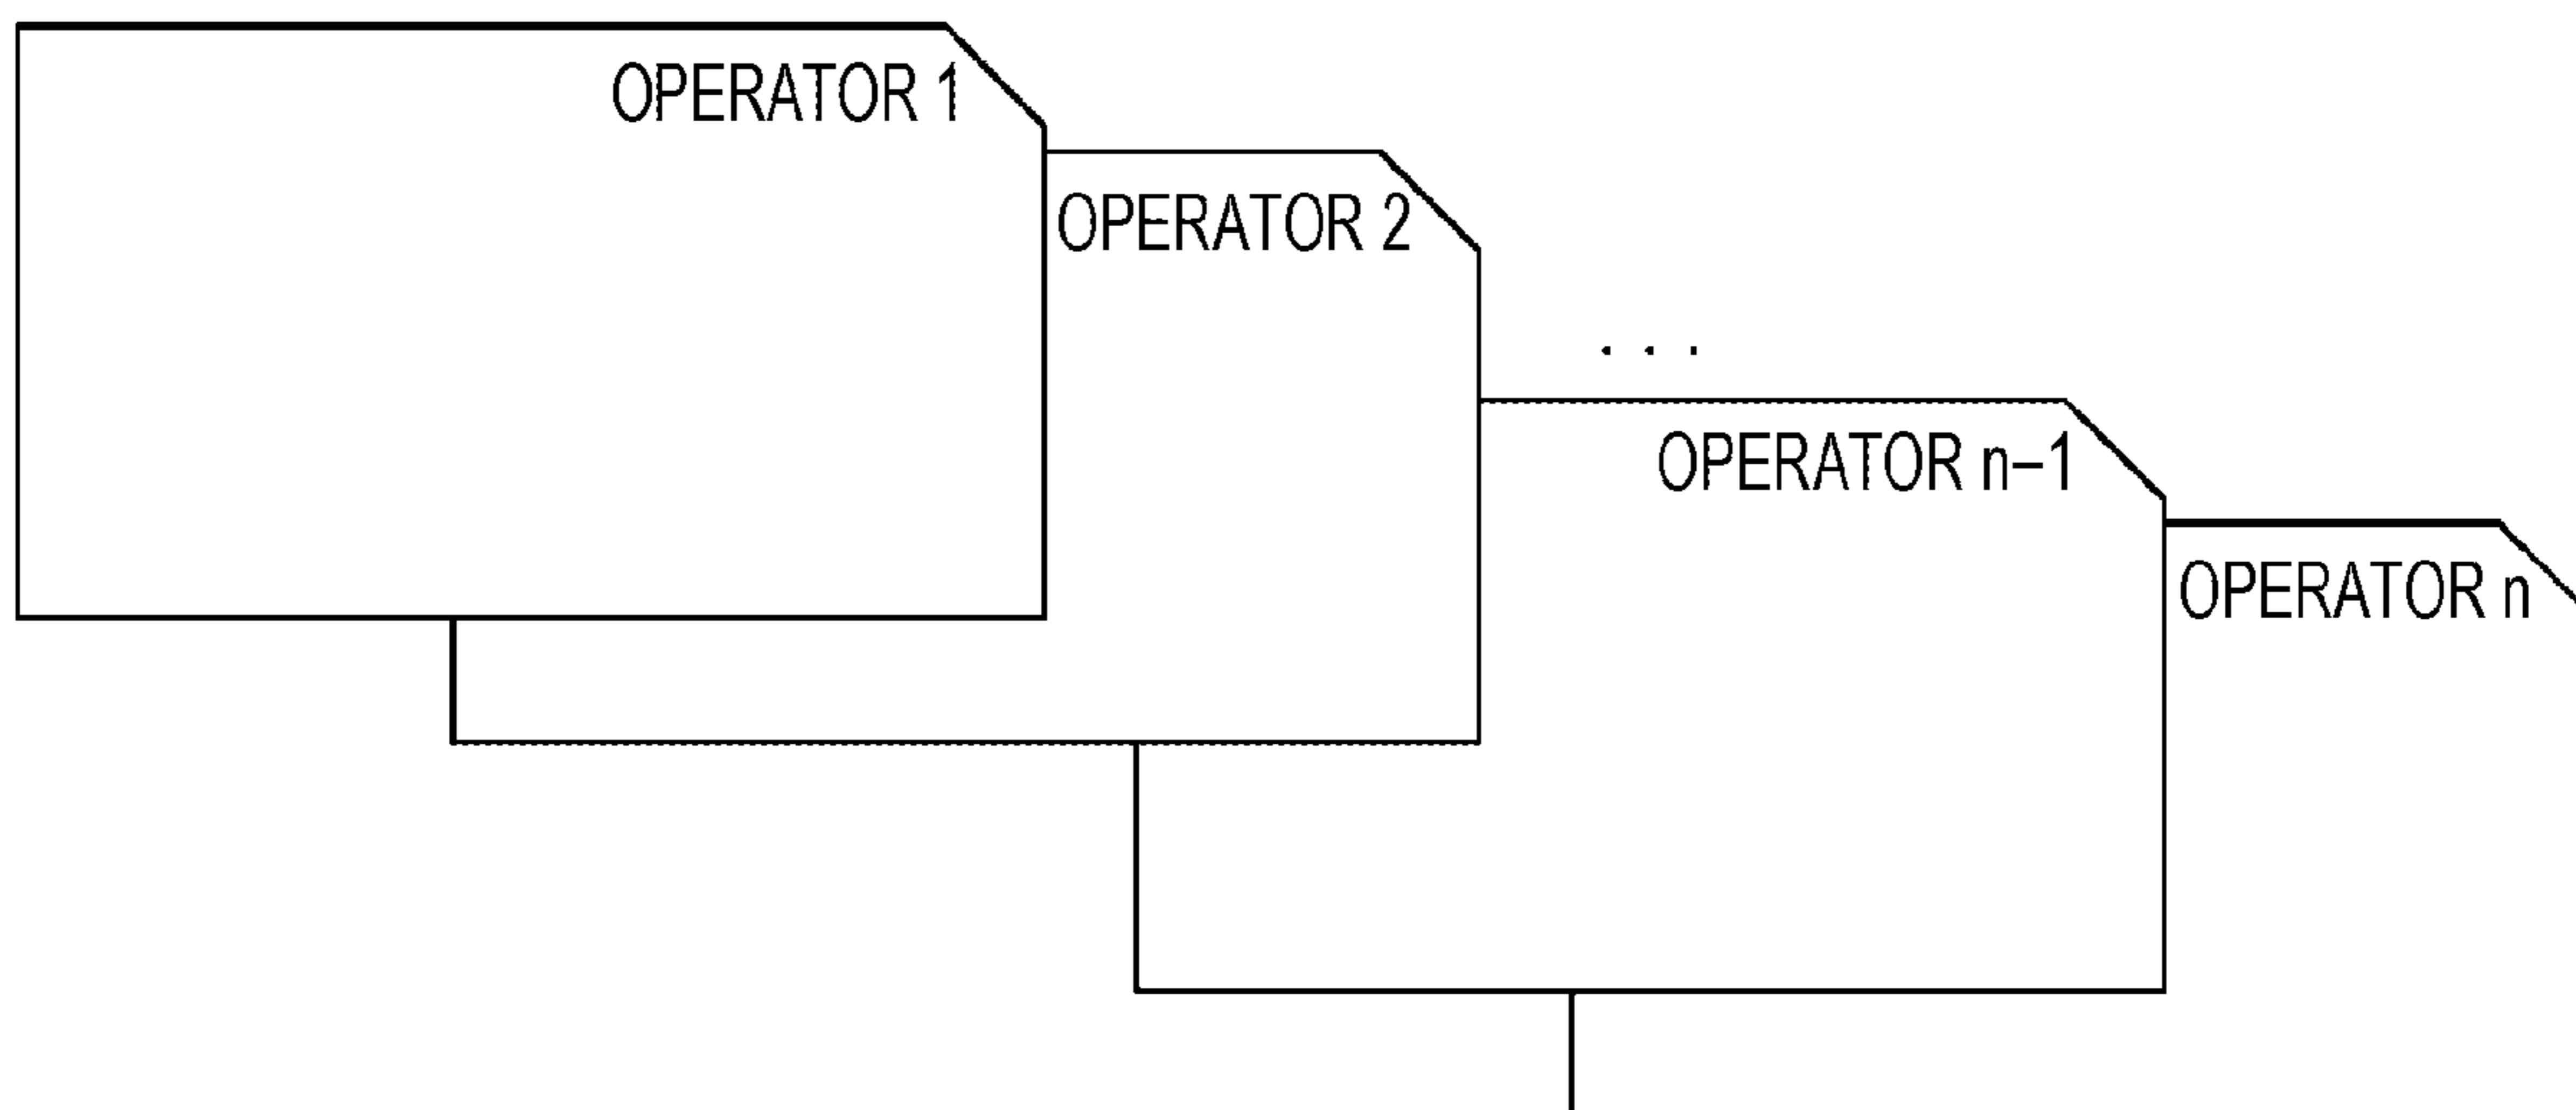 OPERATOR 1
OPERATOR 2
. . .
OPERATOR n–1
OPERATOR n